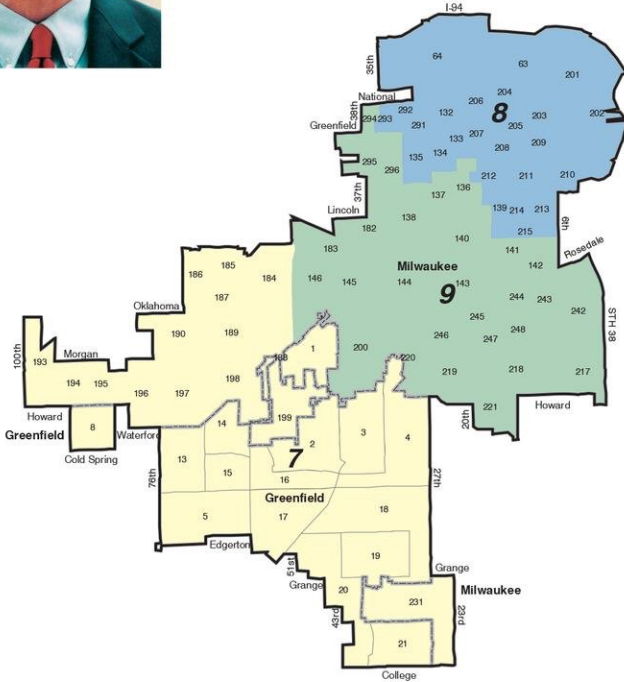 I-94
35th
64
63
201
204
206
National
292
132
8
203
202
38th
294
293
291
205
Greenfield
133
207
209
208
295
135
134
296
212
211
210
37th
136
137
139
214
213
6th
Lincoln
138
182
215
140
Rosedale
183
141
185
Milwaukee
142
186
184
146
145
144
143
187
9
244
243
Oklahoma
242
STH 38
245
190
189
246
248
247
1
200
100th
193
Morgan
188
220
198
219
218
217
194
195
196
197
221
Howard
20th
Howard
199
8
14
Greenfield
Waterford
2
3
4
Cold Spring
13
7
76th
15
16
27th
Greenfield
5
17
18
Edgerton
19
51st
Grange
Grange
20
Milwaukee
231
23rd
43rd
21
College